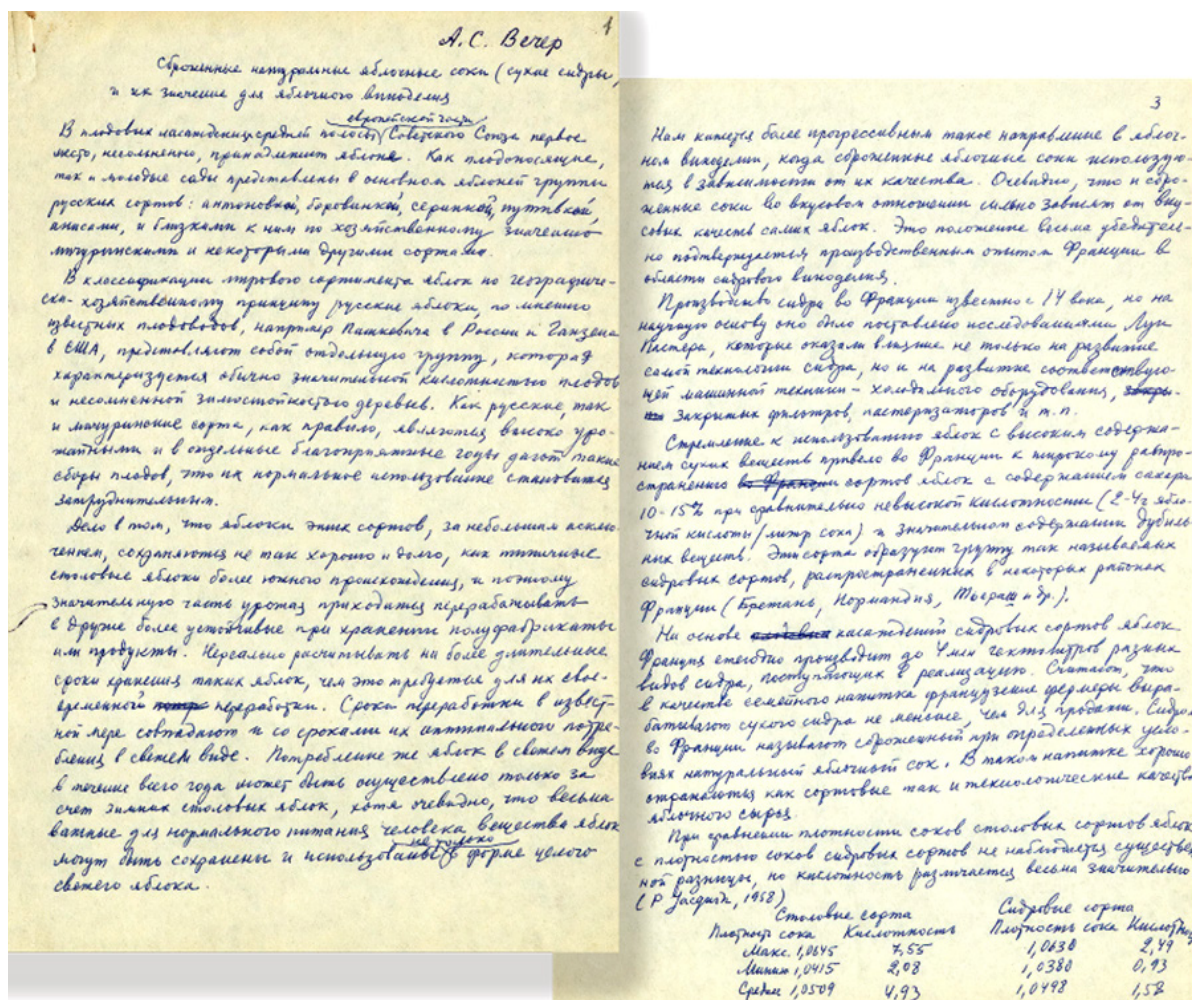 1
А.С. Вечер
Сброженные натуральные яблочные соки (сухие сидры,
и их значение для яблочного виноделия
европейской части
В плодовых насаждениях средней полосы Советского Союза первое
место, несомненно, принадлежит яблоне. Как плодоносящие,
так и молодые сады представлены в основном яблоней группы
русских сортов: антоновкой, боровинкой, серинкой, путивкой,
анисами, и близкими к ним по хозяйственному значению
мичуринскими и некоторыми другими сортами.
В классификации мирового сортимента яблок по географиче-
ски-хозяйственному принципу русские яблоки, по мнению
известных плодоводов, например Пашкевича в России и Ганзена
в США, представляют собой отдельную группу, которая
характеризуется обычно значительной кислотностью плодов
и несомненной зимостойкостью деревьев. Как русские, так
и мичуринские сорта, как правило, являются высоко уро-
жайными и в отдельные благоприятные годы дают такие
сборы плодов, что их нормальное использование становится
затруднительным.
Дело в том, что яблоки этих сортов, за небольшим исклю-
чением, сохраняются не так хорошо и долго, как типичные
столовые яблоки более южного происхождения, и поэтому
значительную часть урожая приходится перерабатывать
в другие более устойчивые при хранении полуфабрикаты
или продукты. Нереально расчитывать на более длительные
сроки хранения таких яблок, чем это требуется для их свое-
временной переработки. Сроки переработки в извест-
ной мере совпадают и со сроками их оптимального потре-
бления в свежем виде. Потребление же яблок в свежем виде
в течение всего года может быть осуществлено только за
счет зимних столовых яблок, хотя очевидно, что весьма
важные для нормального питания человека вещества яблок
не только
могут быть сохранены и использованы в форме целого
свежего яблока.
3
Нам кажется более прогрессивным такое направление в яблоч-
ном виноделии, когда сброженные яблочные соки использую-
тся в зависимости от их качества. Очевидно, что и сбро-
женные соки во вкусовом отношении сильно зависят от вку-
совых качеств самих яблок. Это положение весьма убедитель-
но подтверждается производственным опытом Франции в
области сидрового виноделия.
Производство сидра во Франции известно с 14 века, но на
научную основу оно было поставлено исследованиями Луи
Пастера, которые оказали влияние не только на развитие
самой технологии сидра, но и на развитие соответствую-
щей машинной техники – холодильного оборудования,
закрытых фильтров, пастеризаторов и т.п.
Стремление к использованию яблок с высоким содержа-
нием сухих веществ привело во Франции к широкому распро-
странению во Франции сортов яблок с содержанием сахара
10-15% при сравнительно невысокой кислотности (2-4г ябло-
чной кислоты/литр сока) и значительном содержании дубиль-
ных веществ. Эти сорта образуют группу так называемых
сидровых сортов, распространенных в некоторых районах
Франции (Бретань, Нормандия, и др.).
На основе насаждений сидровых сортов яблок
Франция ежегодно производит до 4 млн гектолитров разных
видов сидра, поступающих в реализацию. Считают, что
в качестве семейного напитка французские фермеры выра-
батывают сухого сидра не меньше, чем для продажи. Сидром
во Франции называют сброженный при определенных усло-
виях натуральный яблочный сок. В таком напитке хорошо
отражаются как сортовые так и технологические качества
яблочного сырья.
При сравнении плотности соков столовых сортов яблок
с плотностью соков сидровых сортов не наблюдается существен
ной разницы, но кислотность различается весьма значительно
(Р 1958)
Столовые сорта Сидровые сорта
Плотность сока Кислотность Плотность сока Кислотнос
Макс. 1,0645 7,55 1,0630 2,49
Миним 1,0415 2,08 1,0380 0,93
Средн 1,0509 4,93 1,0498 1,58